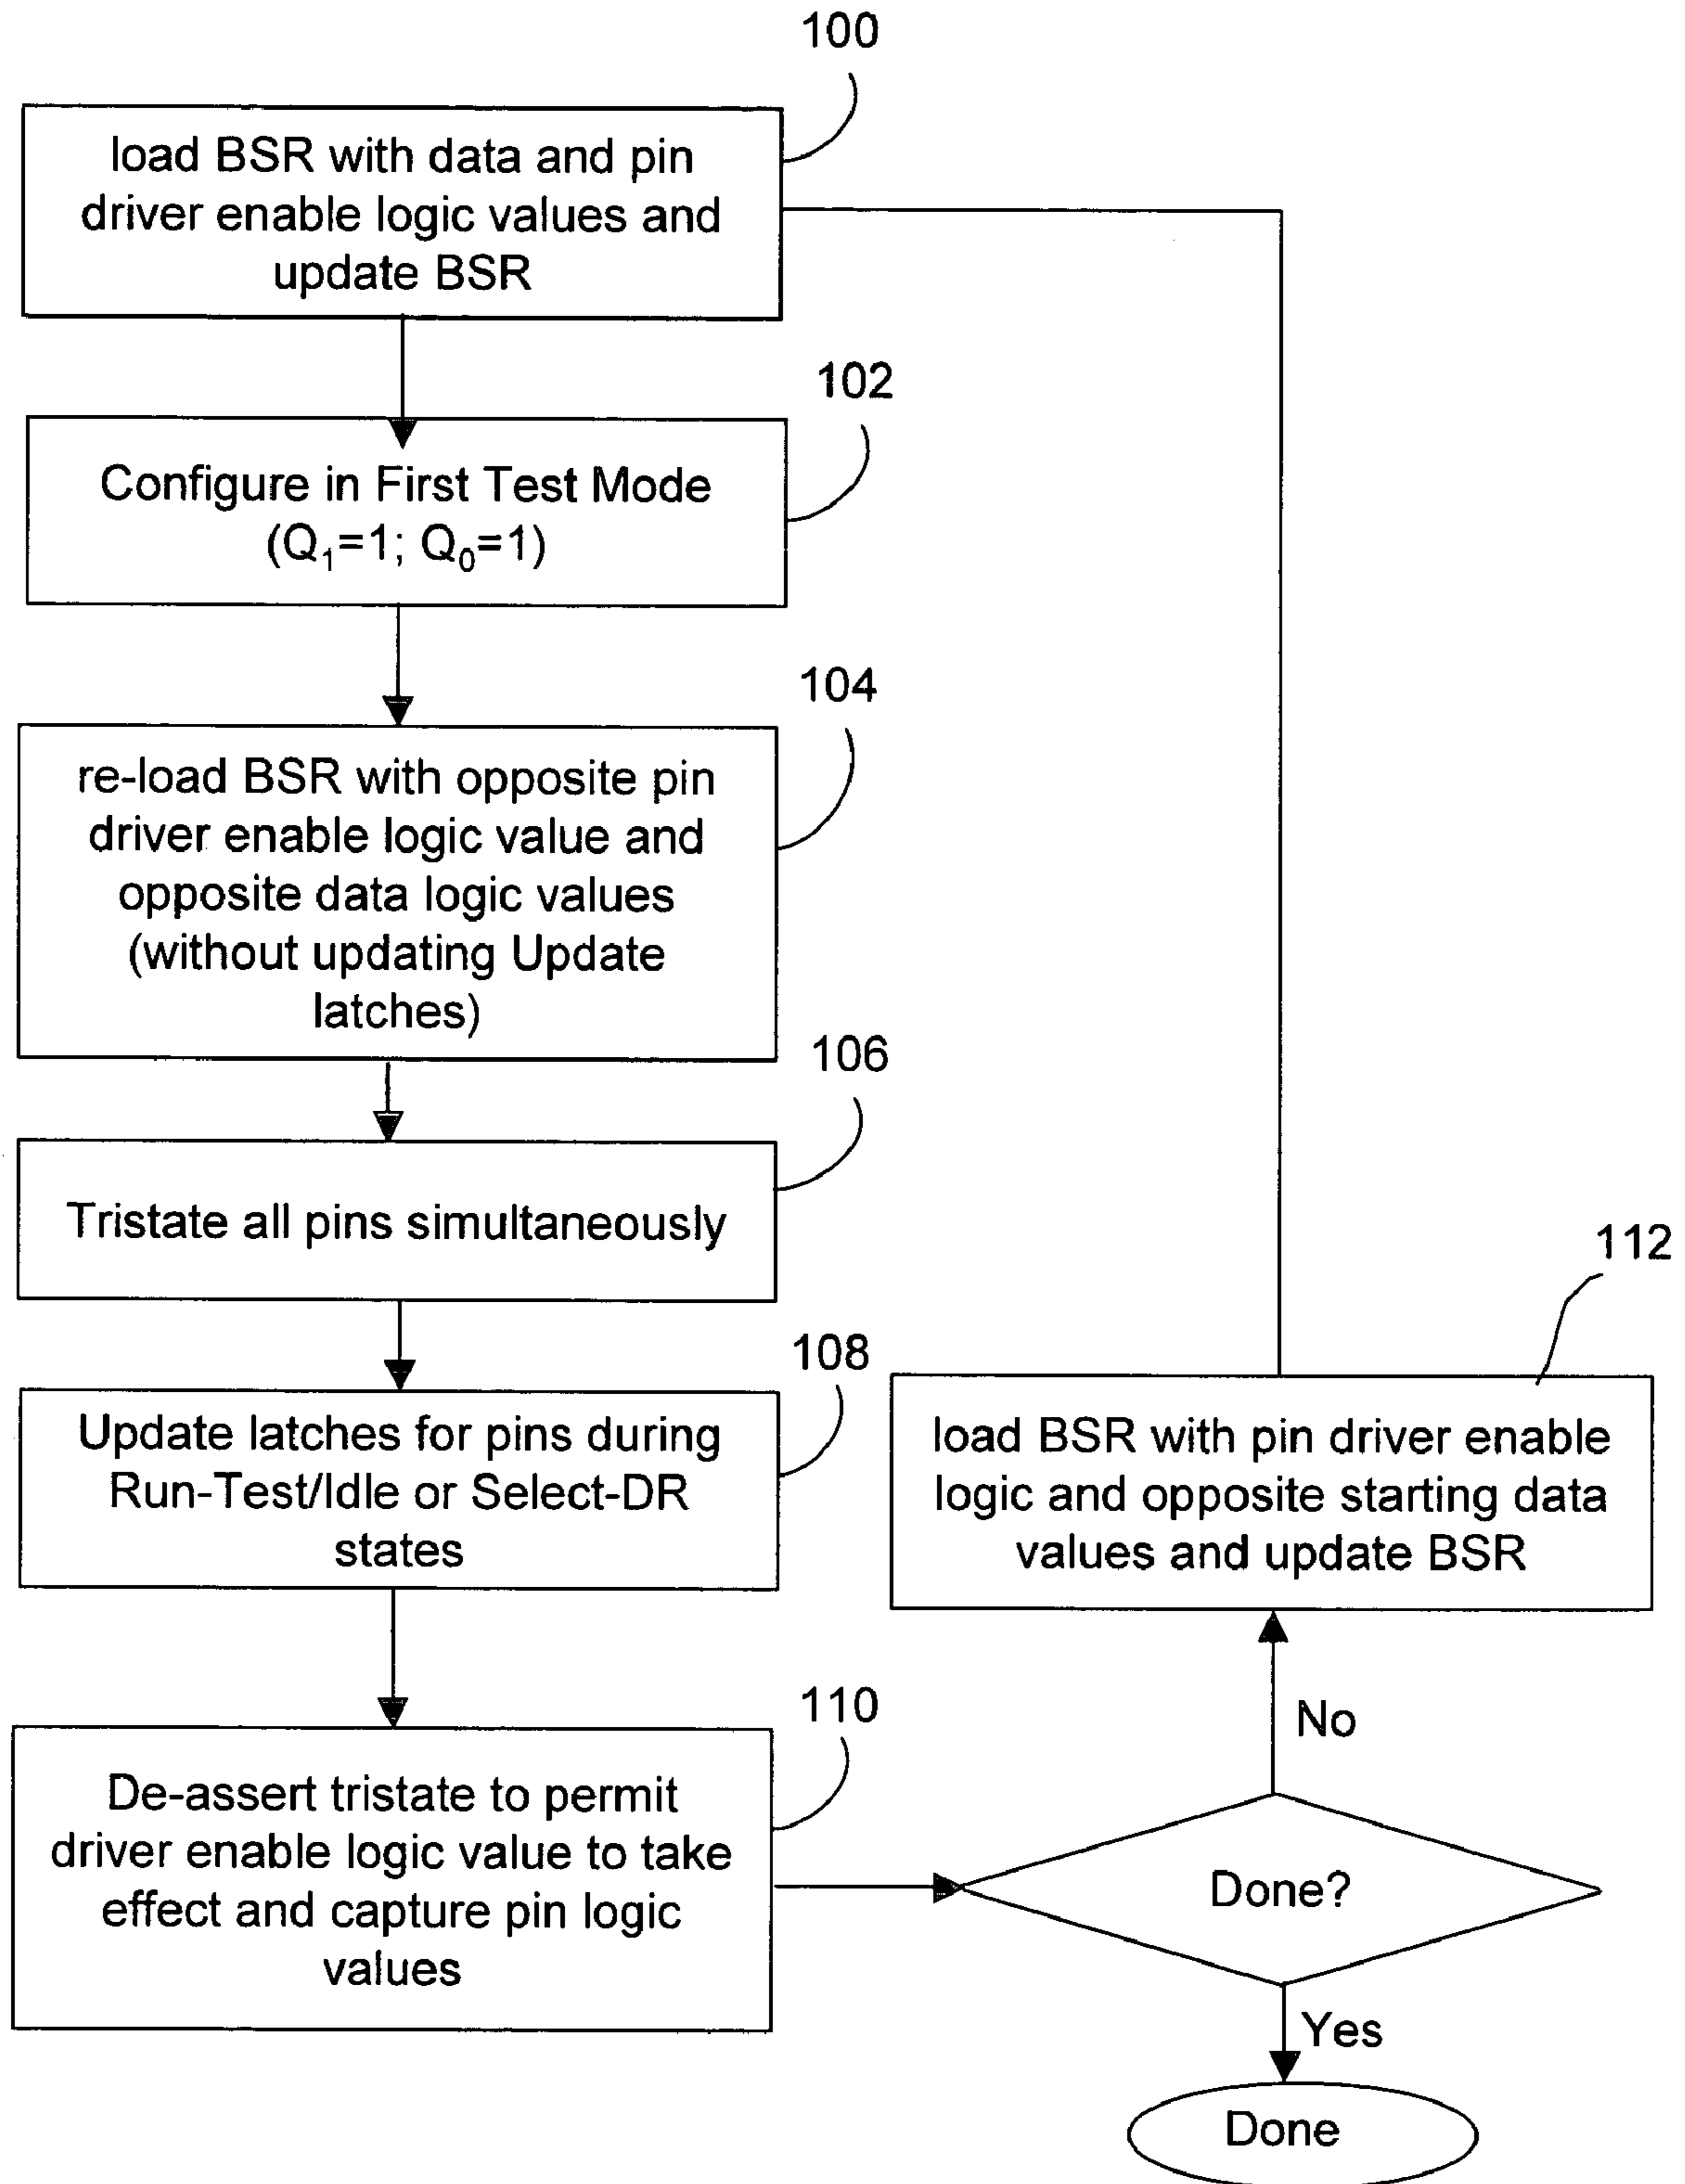 100
load BSR with data and pin
driver enable logic values and
update BSR
102
Configure in First Test Mode
(Q₁=1; Q₀=1)
104
re-load BSR with opposite pin
driver enable logic value and
opposite data logic values
(without updating Update
latches)
106
Tristate all pins simultaneously
108
Update latches for pins during
Run-Test/Idle or Select-DR
states
110
De-assert tristate to permit
driver enable logic value to take
effect and capture pin logic
values
112
load BSR with pin driver enable
logic and opposite starting data
values and update BSR
No
Done?
Yes
Done